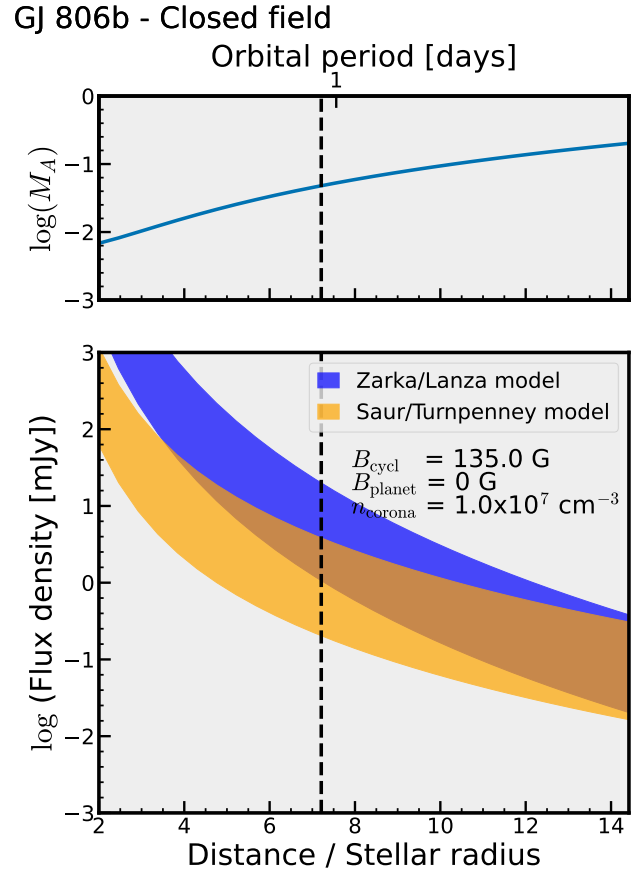 GJ 806b - Closed field
Orbital period [days]
1
0
−1
−2
−3
log(M_A)
3
2
1
0
−1
−2
−3
log (Flux density [mJy])
Zarka/Lanza model
Saur/Turnpenney model
B_cycl = 135.0 G
B_planet = 0 G
n_corona = 1.0x10⁷ cm⁻³
2 4 6 8 10 12 14
Distance / Stellar radius